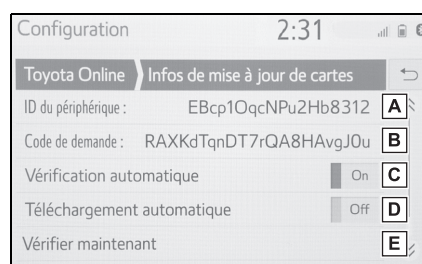 Configuration 2:31
Toyota Online Infos de mise à jour de cartes
ID du périphérique : EBcp1OqcNPu2Hb8312 A
Code de demande : RAXKdTqnDT7rQA8HAvgJ0u B
Vérification automatique On C
Téléchargement automatique Off D
Vérifier maintenant E